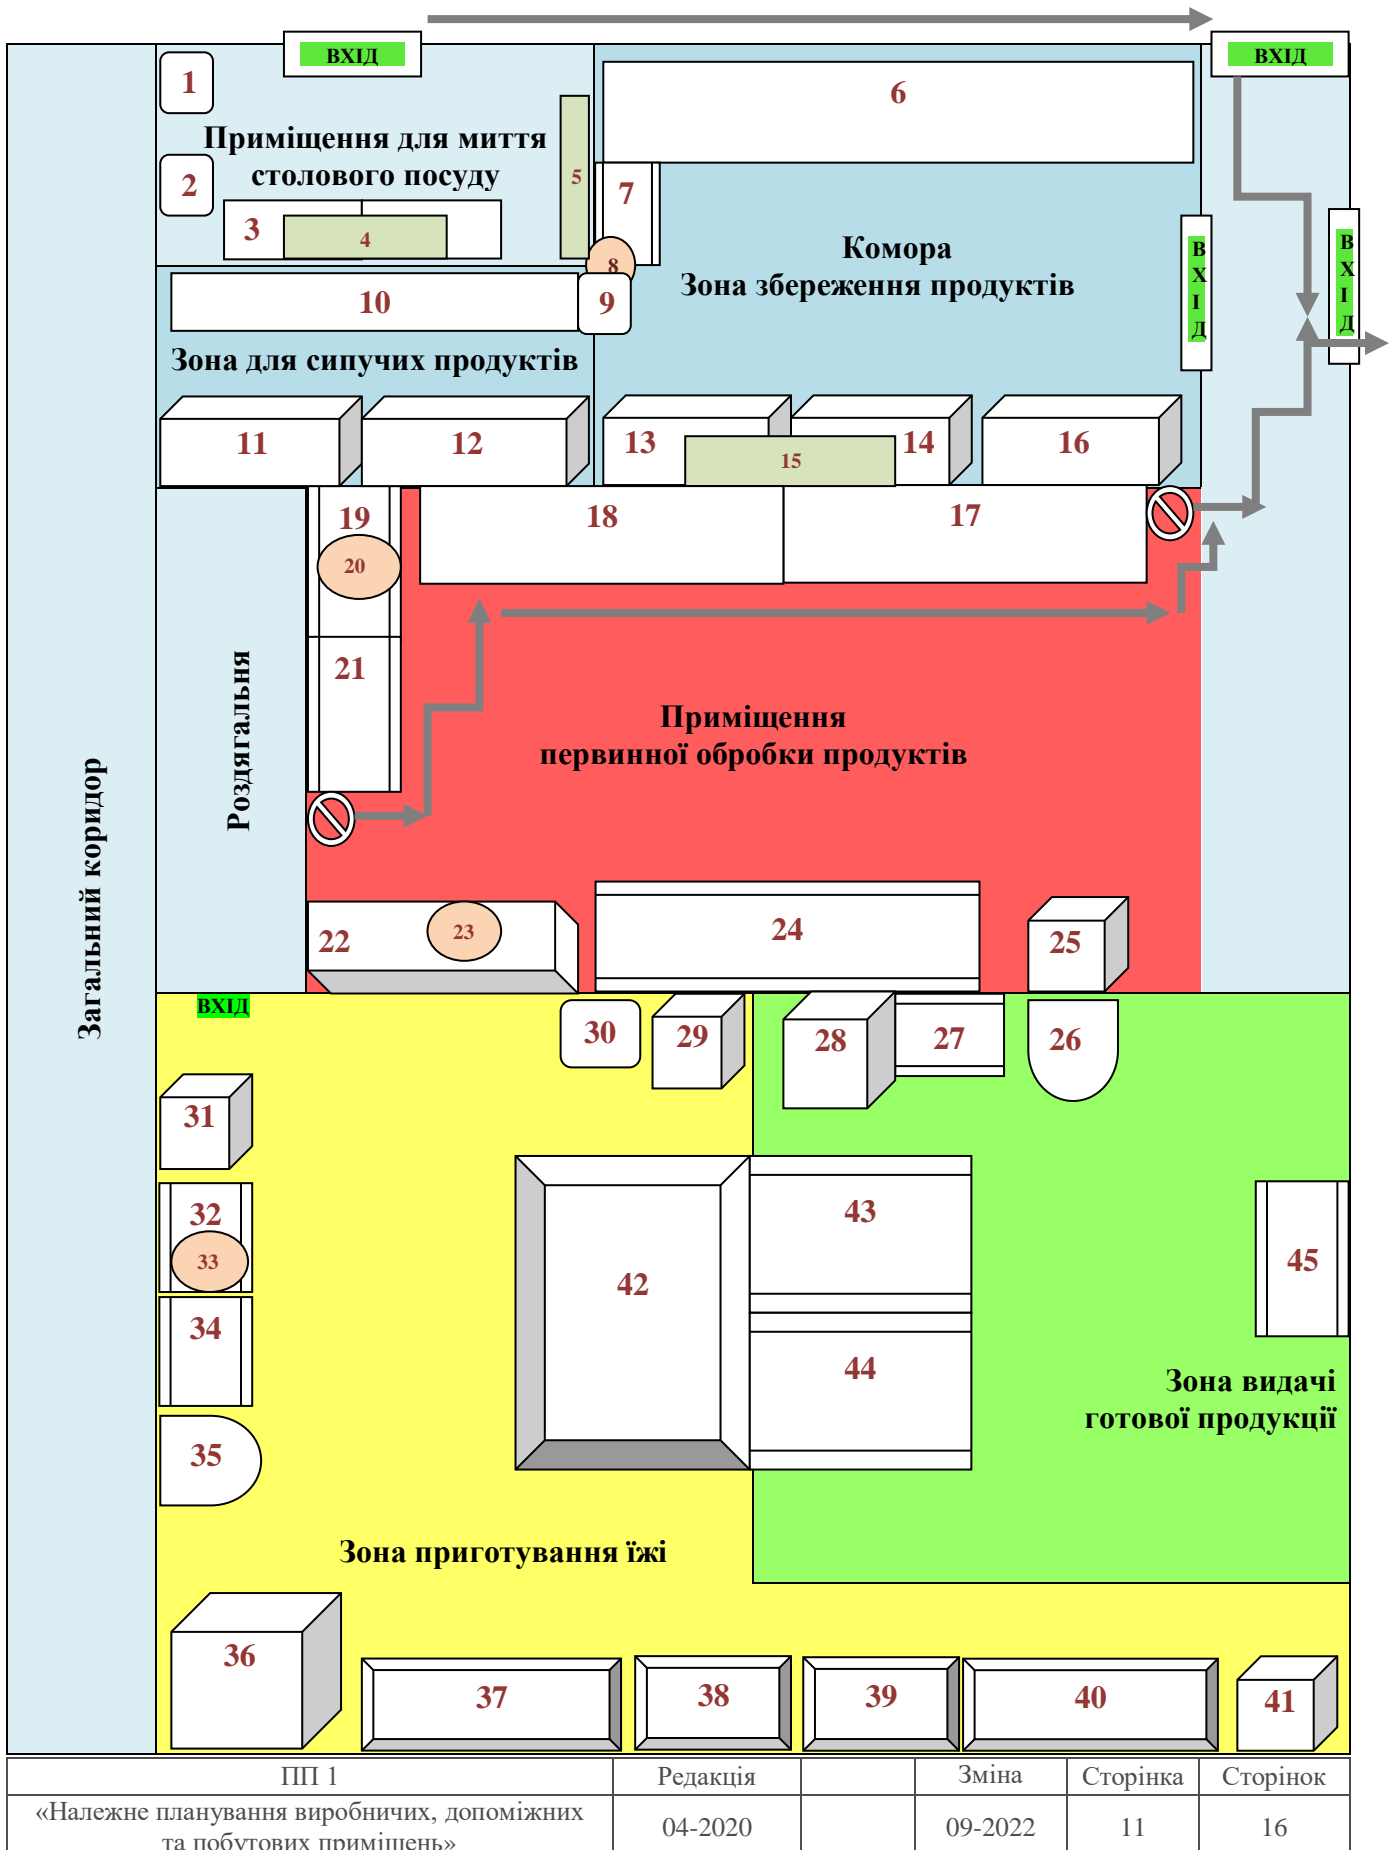 ВХІД
ВХІД
1
Приміщення для миття
столового посуду
2
3
4
5
6
7
8
9
Комора
Зона збереження продуктів
ВХІД
ВХІД
10
Зона для сипучих продуктів
11
12
13
14
15
16
19
20
18
17
21
Роздягальня
Загальний коридор
Приміщення
первинної обробки продуктів
22
23
24
25
ВХІД
30
29
28
27
26
31
32
33
34
35
42
43
44
45
Зона видачі
готової продукції
Зона приготування їжі
36
37
38
39
40
41
ПП 1
Редакція
Зміна
Сторінка
Сторінок
«Належне планування виробничих, допоміжних
та побутових приміщень»
04-2020
09-2022
11
16